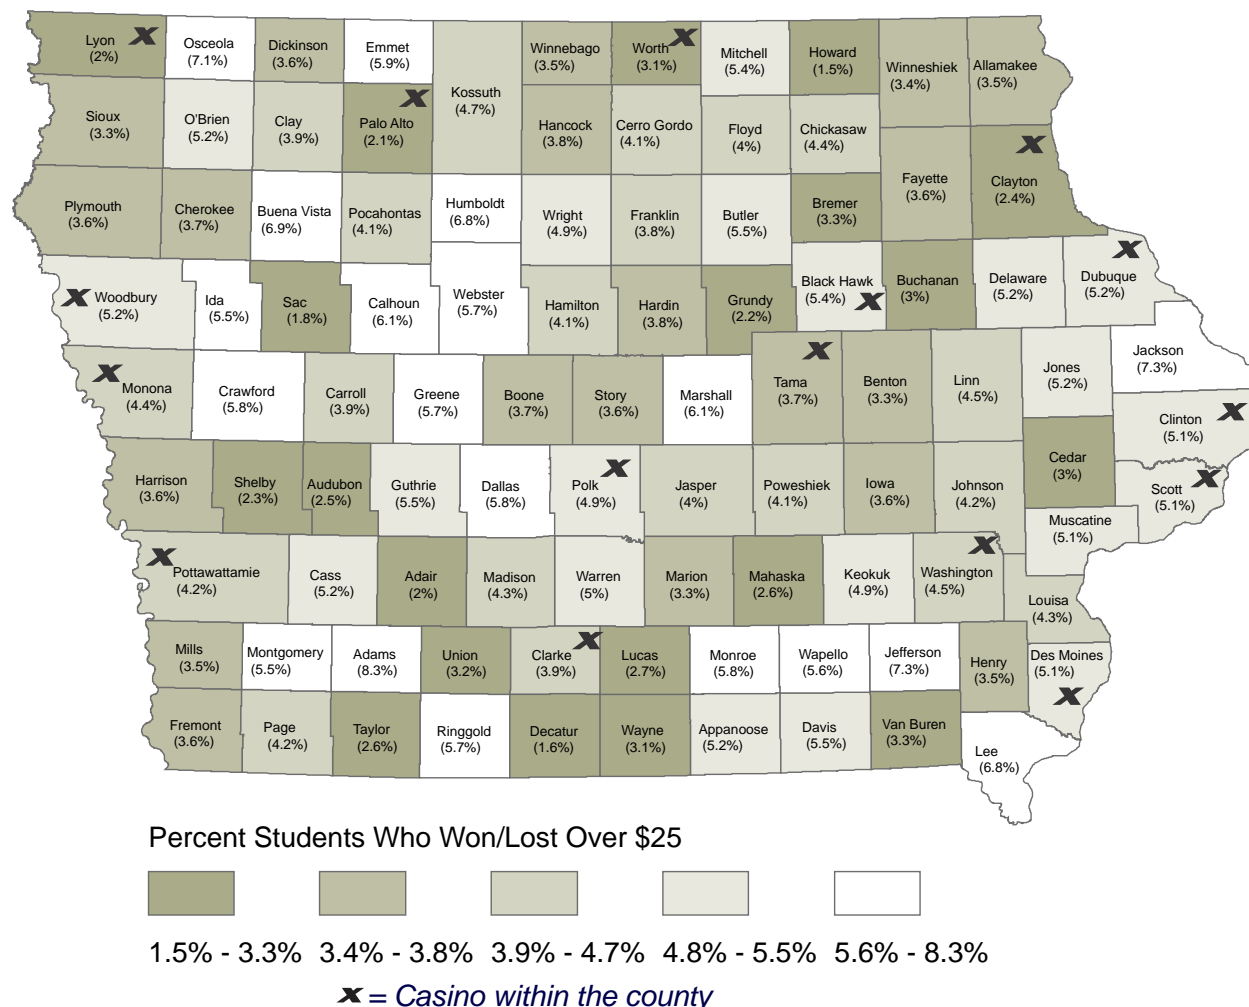 Lyon
(2%)
Osceola
(7.1%)
Dickinson
(3.6%)
Emmet
(5.9%)
Kossuth
(4.7%)
Winnebago
(3.5%)
Worth
(3.1%)
Mitchell
(5.4%)
Howard
(1.5%)
Winneshiek
(3.4%)
Allamakee
(3.5%)
Sioux
(3.3%)
O'Brien
(5.2%)
Clay
(3.9%)
Palo Alto
(2.1%)
Hancock
(3.8%)
Cerro Gordo
(4.1%)
Floyd
(4%)
Chickasaw
(4.4%)
Fayette
(3.6%)
Clayton
(2.4%)
Plymouth
(3.6%)
Cherokee
(3.7%)
Buena Vista
(6.9%)
Pocahontas
(4.1%)
Humboldt
(6.8%)
Wright
(4.9%)
Franklin
(3.8%)
Butler
(5.5%)
Bremer
(3.3%)
Woodbury
(5.2%)
Ida
(5.5%)
Sac
(1.8%)
Calhoun
(6.1%)
Webster
(5.7%)
Hamilton
(4.1%)
Hardin
(3.8%)
Grundy
(2.2%)
Black Hawk
(5.4%)
Buchanan
(3%)
Delaware
(5.2%)
Dubuque
(5.2%)
Monona
(4.4%)
Crawford
(5.8%)
Carroll
(3.9%)
Greene
(5.7%)
Boone
(3.7%)
Story
(3.6%)
Marshall
(6.1%)
Tama
(3.7%)
Benton
(3.3%)
Linn
(4.5%)
Jones
(5.2%)
Jackson
(7.3%)
Clinton
(5.1%)
Harrison
(3.6%)
Shelby
(2.3%)
Audubon
(2.5%)
Guthrie
(5.5%)
Dallas
(5.8%)
Polk
(4.9%)
Jasper
(4%)
Poweshiek
(4.1%)
Iowa
(3.6%)
Johnson
(4.2%)
Cedar
(3%)
Scott
(5.1%)
Muscatine
(5.1%)
Pottawattamie
(4.2%)
Cass
(5.2%)
Adair
(2%)
Madison
(4.3%)
Warren
(5%)
Marion
(3.3%)
Mahaska
(2.6%)
Keokuk
(4.9%)
Washington
(4.5%)
Louisa
(4.3%)
Mills
(3.5%)
Montgomery
(5.5%)
Adams
(8.3%)
Union
(3.2%)
Clarke
(3.9%)
Lucas
(2.7%)
Monroe
(5.8%)
Wapello
(5.6%)
Jefferson
(7.3%)
Henry
(3.5%)
Des Moines
(5.1%)
Fremont
(3.6%)
Page
(4.2%)
Taylor
(2.6%)
Ringgold
(5.7%)
Decatur
(1.6%)
Wayne
(3.1%)
Appanoose
(5.2%)
Davis
(5.5%)
Van Buren
(3.3%)
Lee
(6.8%)
Percent Students Who Won/Lost Over $25
1.5% - 3.3% 3.4% - 3.8% 3.9% - 4.7% 4.8% - 5.5% 5.6% - 8.3%
x = Casino within the county